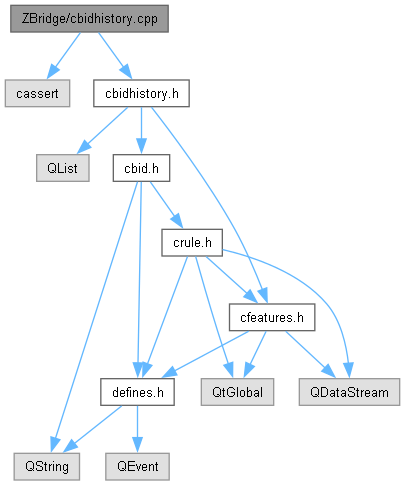 ZBridge/cbidhistory.cpp
cassert
cbidhistory.h
QList
cbid.h
crule.h
cfeatures.h
defines.h
QtGlobal
QDataStream
QString
QEvent